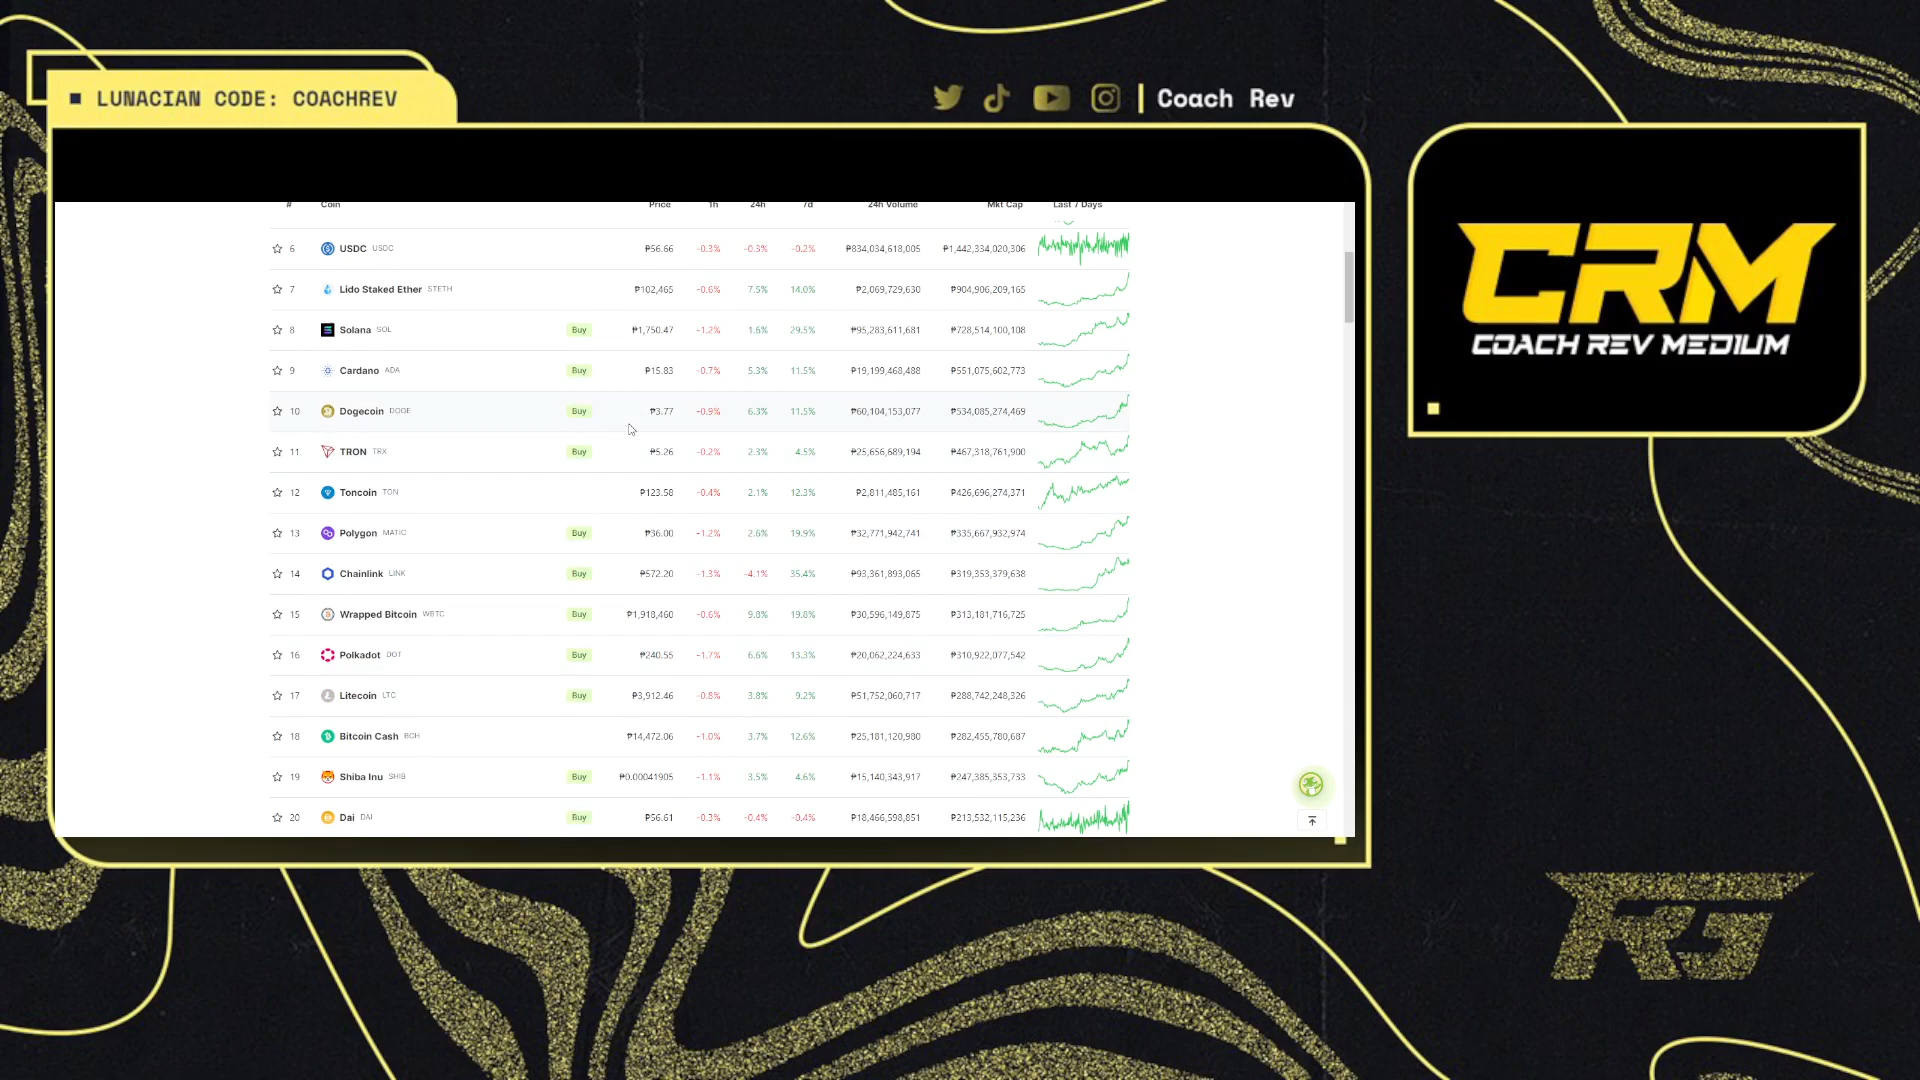 LUNACIAN CODE: COACHREV
Coach Rev
CRM
COACH REV MEDIUM
# Coin Price 1h 24h 7d 24h Volume Mkt Cap Last 7 Days
6 USDC USDC ₱56.66 -0.3% -0.3% -0.2% ₱834,034,618,005 ₱1,442,334,020,306
7 Lido Staked Ether STETH ₱102,465 -0.6% 7.5% 14.0% ₱2,069,729,630 ₱904,906,209,165
8 Solana SOL Buy ₱1,750.47 -1.2% 1.6% 29.5% ₱95,283,611,681 ₱728,514,100,108
9 Cardano ADA Buy ₱15.83 -0.7% 5.3% 11.5% ₱19,199,468,488 ₱551,075,602,773
10 Dogecoin DOGE Buy ₱3.77 -0.9% 6.3% 11.5% ₱60,104,153,077 ₱534,085,274,469
11 TRON TRX Buy ₱5.26 -0.2% 2.3% 4.5% ₱25,656,689,194 ₱467,318,761,900
12 Toncoin TON ₱123.58 -0.4% 2.1% 12.3% ₱2,811,485,161 ₱426,696,274,371
13 Polygon MATIC Buy ₱36.00 -1.2% 2.6% 19.9% ₱32,771,942,741 ₱335,667,932,974
14 Chainlink LINK Buy ₱572.20 -1.3% -4.1% 35.4% ₱93,361,893,065 ₱319,353,379,638
15 Wrapped Bitcoin WBTC Buy ₱1,918,460 -0.6% 9.8% 19.8% ₱30,596,149,875 ₱313,181,716,725
16 Polkadot DOT Buy ₱240.55 -1.7% 6.6% 13.3% ₱20,062,224,633 ₱310,922,077,542
17 Litecoin LTC Buy ₱3,912.46 -0.8% 3.8% 9.2% ₱51,752,060,717 ₱288,742,248,326
18 Bitcoin Cash BCH Buy ₱14,472.06 -1.0% 3.7% 12.6% ₱25,181,120,980 ₱282,455,780,687
19 Shiba Inu SHIB Buy ₱0.00041905 -1.1% 3.5% 4.6% ₱15,140,343,917 ₱247,385,353,733
20 Dai DAI Buy ₱56.61 -0.3% -0.4% -0.4% ₱18,466,598,851 ₱213,532,115,236